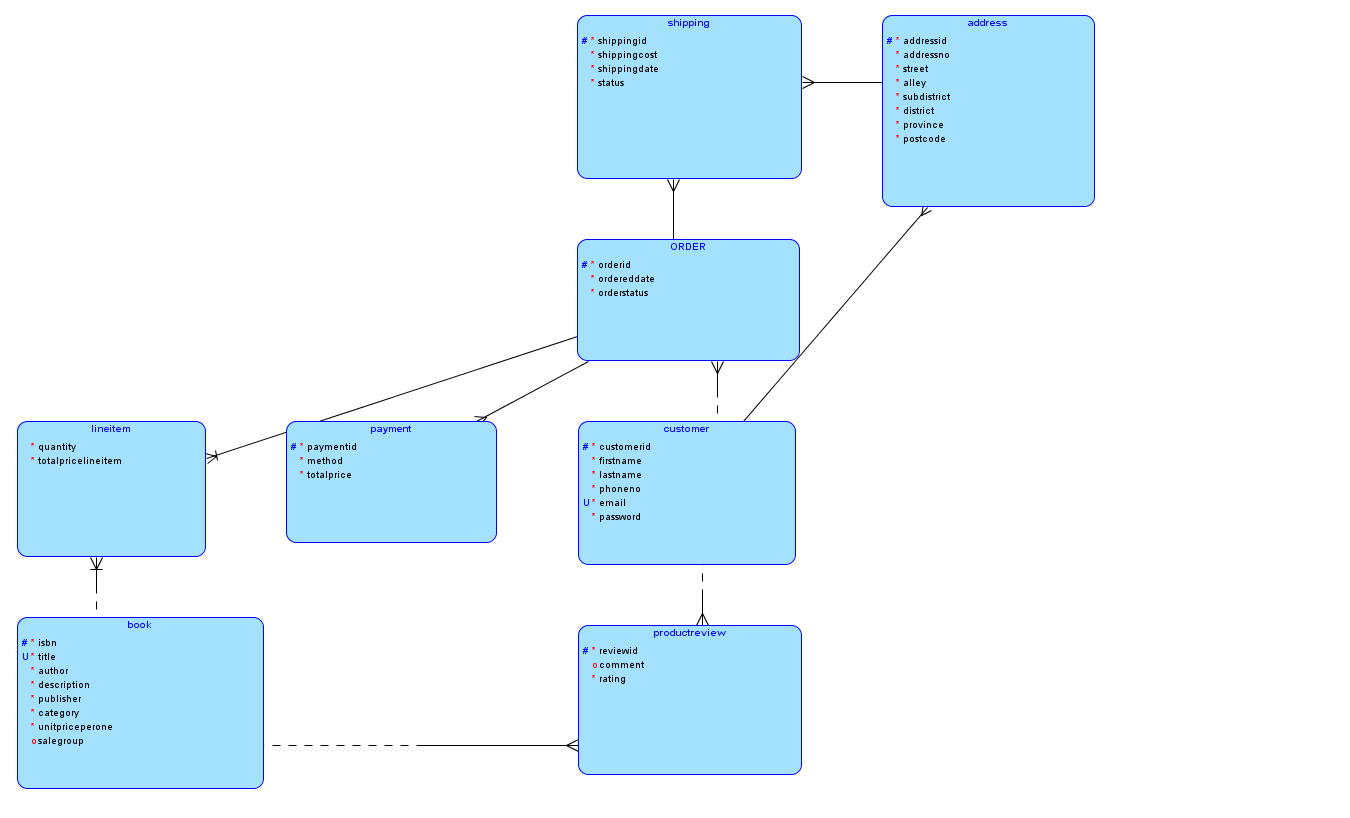 shipping
# * shippingid
* shippingcost
* shippingdate
* status
address
# * addressid
* addressno
* street
* alley
* subdistrict
* district
* province
* postcode
ORDER
# * orderid
* ordereddate
* orderstatus
lineitem
* quantity
* totalpricelineitem
payment
# * paymentid
* method
* totalprice
customer
# * customerid
* firstname
* lastname
* phoneno
U * email
* password
book
# * isbn
U * title
* author
* description
* publisher
* category
* unitpriceperone
o salegroup
productreview
# * reviewid
o comment
* rating